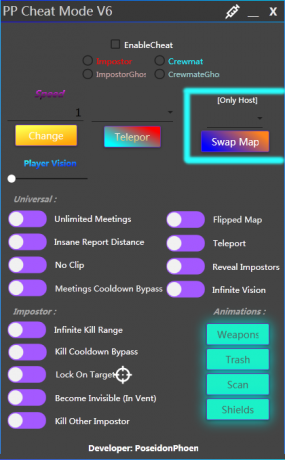 PP Cheat Mode V6
_ X
EnableCheat
Impostor Crewmat
ImpostorGhos CrewmateGho
Speed
1
[Only Host]
Change Telepor Swap Map
Player Vision
Universal :
Unlimited Meetings Flipped Map
Insane Report Distance Teleport
No Clip Reveal Impostors
Meetings Cooldown Bypass Infinite Vision
Impostor : Animations :
Infinite Kill Range Weapons
Kill Cooldown Bypass Trash
Lock On Target Scan
Become Invisible (In Vent) Shields
Kill Other Impostor
Developer: PoseidonPhoen